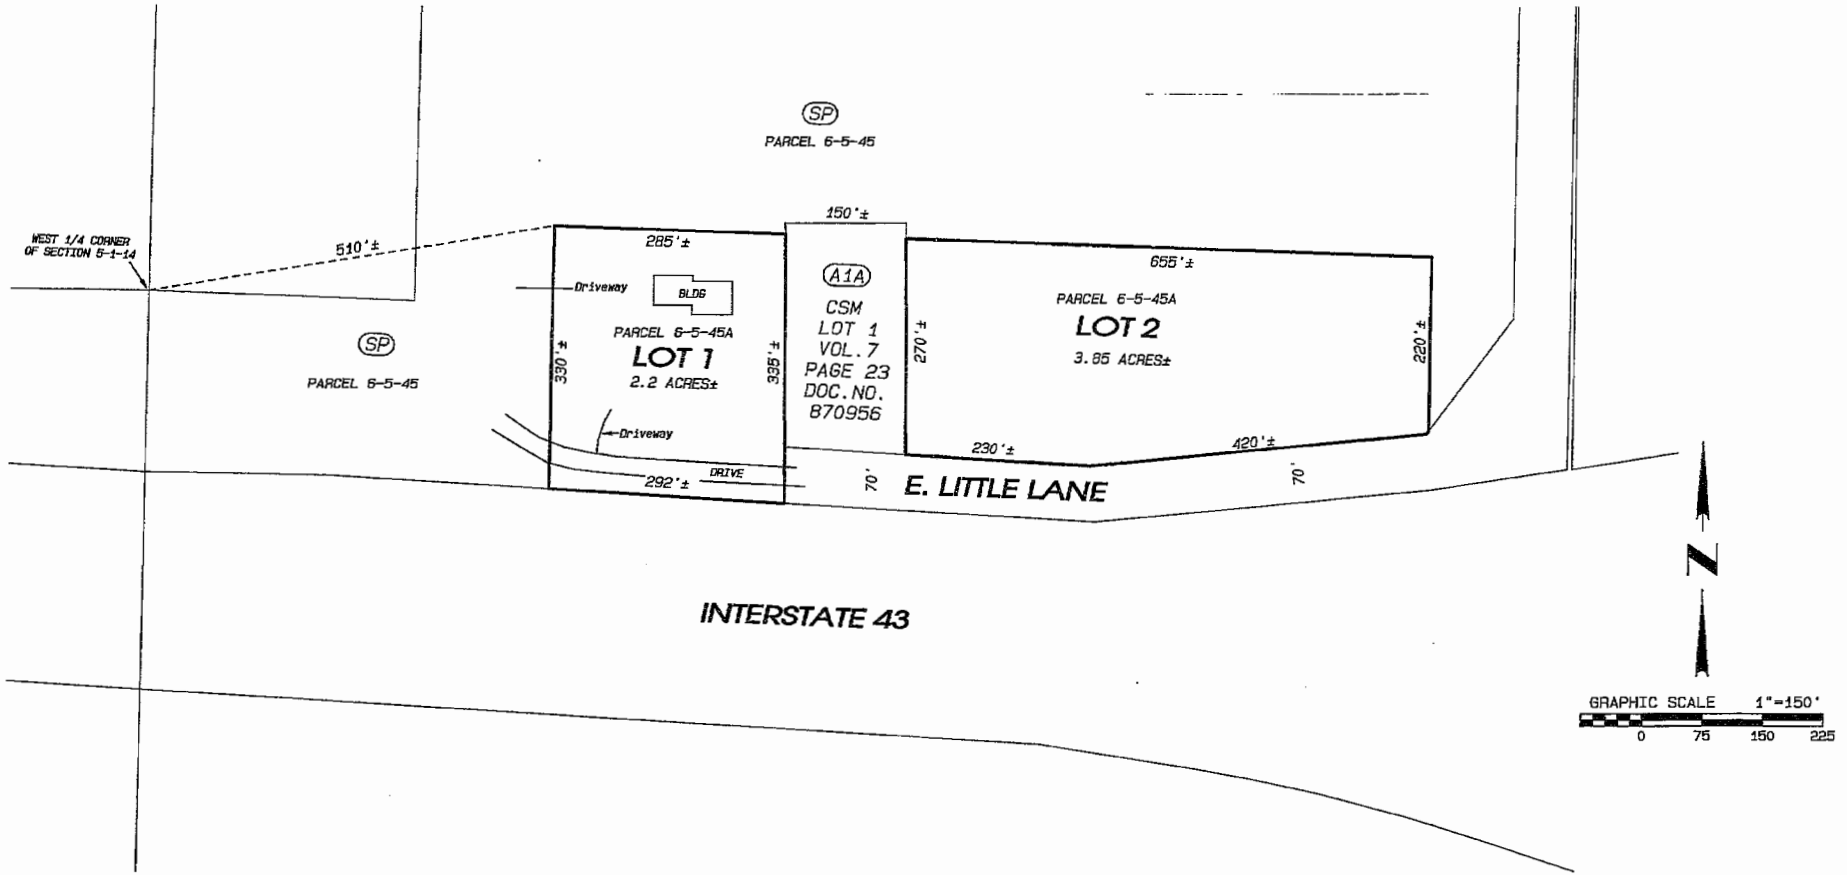 SP
PARCEL 6-5-45
WEST 1/4 CORNER
OF SECTION 5-1-14
510'±
285'±
150'±
655'±
Driveway
BLDG
PARCEL 6-5-45A
LOT 1
2.2 ACRES±
330'±
335'±
Driveway
DRIVE
292'±
A1A
CSM
LOT 1
VOL. 7
PAGE 23
DOC. NO.
870956
PARCEL 6-5-45A
LOT 2
3.85 ACRES±
270'±
220'±
230'±
420'±
SP
PARCEL 6-5-45
70'
E. LITTLE LANE
70'
INTERSTATE 43
N
GRAPHIC SCALE 1"=150'
0 75 150 225